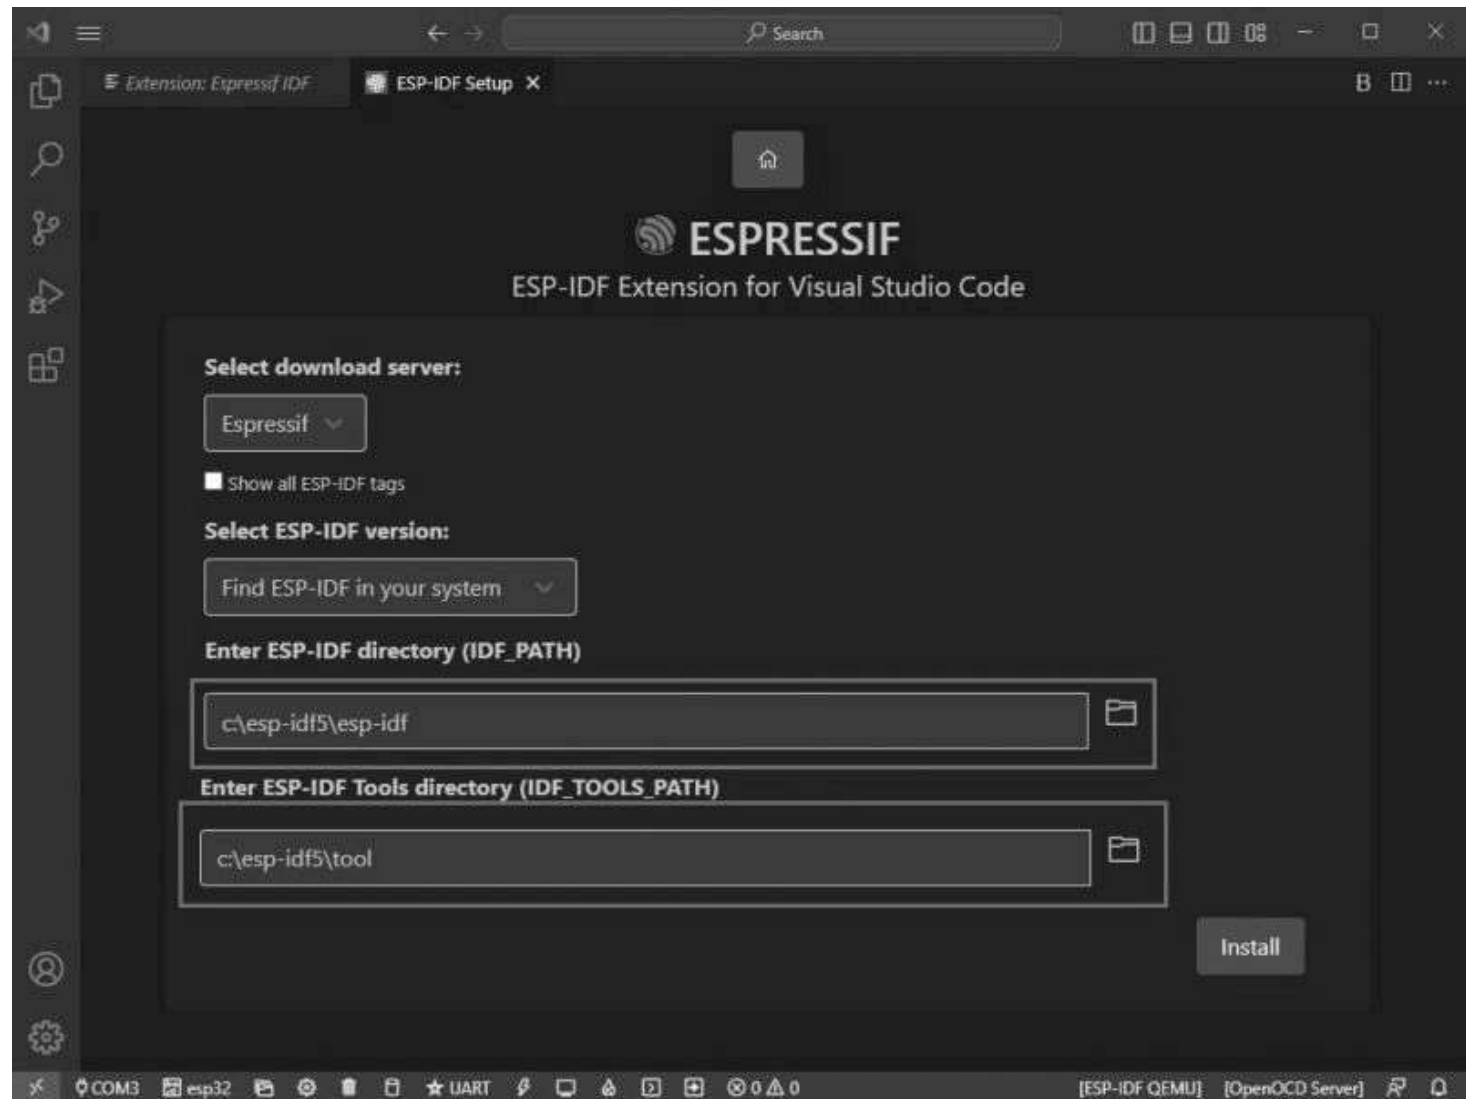 Search
Extension: Espressif IDF
ESP-IDF Setup
ESPRESSIF
ESP-IDF Extension for Visual Studio Code
Select download server:
Espressif
Show all ESP-IDF tags
Select ESP-IDF version:
Find ESP-IDF in your system
Enter ESP-IDF directory (IDF_PATH)
c:\esp-idf5\esp-idf
Enter ESP-IDF Tools directory (IDF_TOOLS_PATH)
c:\esp-idf5\tool
Install
COM3 esp32 UART 0 0 [ESP-IDF QEMU] [OpenOCD Server]